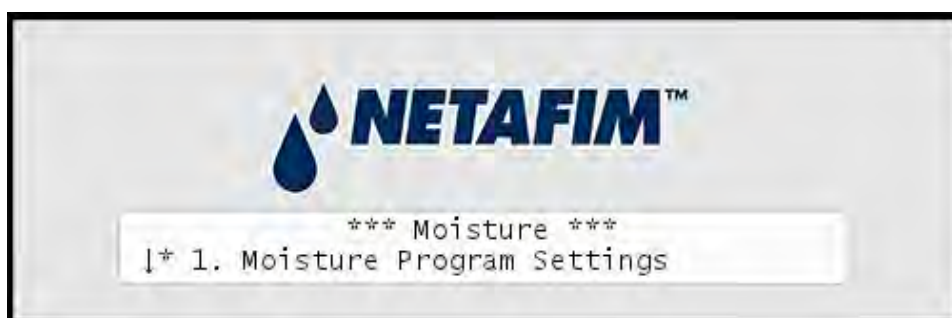 NETAFIM™
*** Moisture ***
↓* 1. Moisture Program Settings